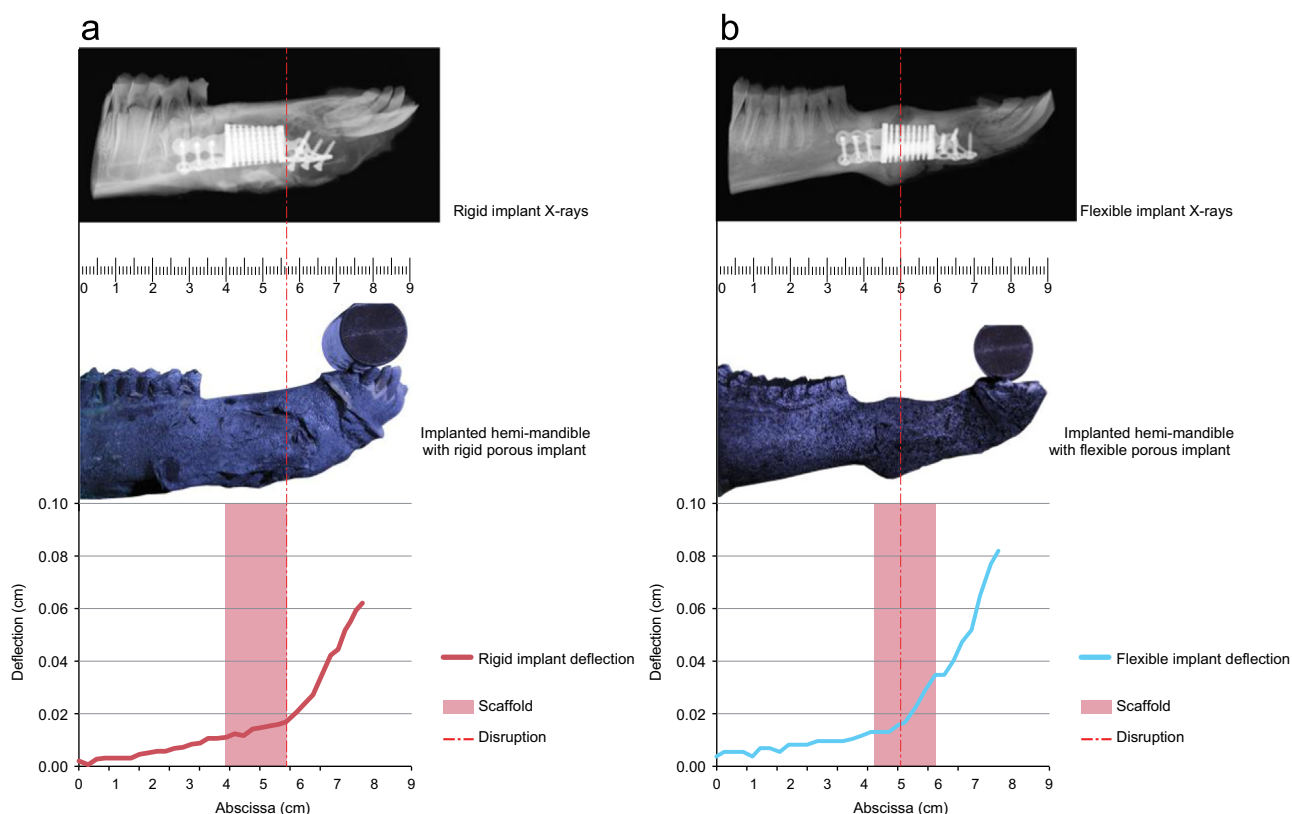 a
Rigid implant X-rays
0 1 2 3 4 5 6 7 8 9
Implanted hemi-mandible
with rigid porous implant
0.10
0.08
0.06
0.04
0.02
0.00
Deflection (cm)
0 1 2 3 4 5 6 7 8 9
Abscissa (cm)
Rigid implant deflection
Scaffold
Disruption
b
Flexible implant X-rays
0 1 2 3 4 5 6 7 8 9
Implanted hemi-mandible
with flexible porous implant
0.10
0.08
0.06
0.04
0.02
0.00
Deflection (cm)
0 1 2 3 4 5 6 7 8 9
Abscissa (cm)
Flexible implant deflection
Scaffold
Disruption